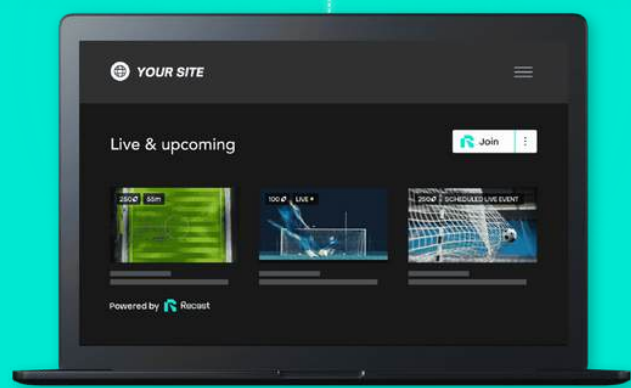 YOUR SITE
Live & upcoming
Join
250 55m
100 LIVE
250 SCHEDULED LIVE EVENT
Powered by Recast